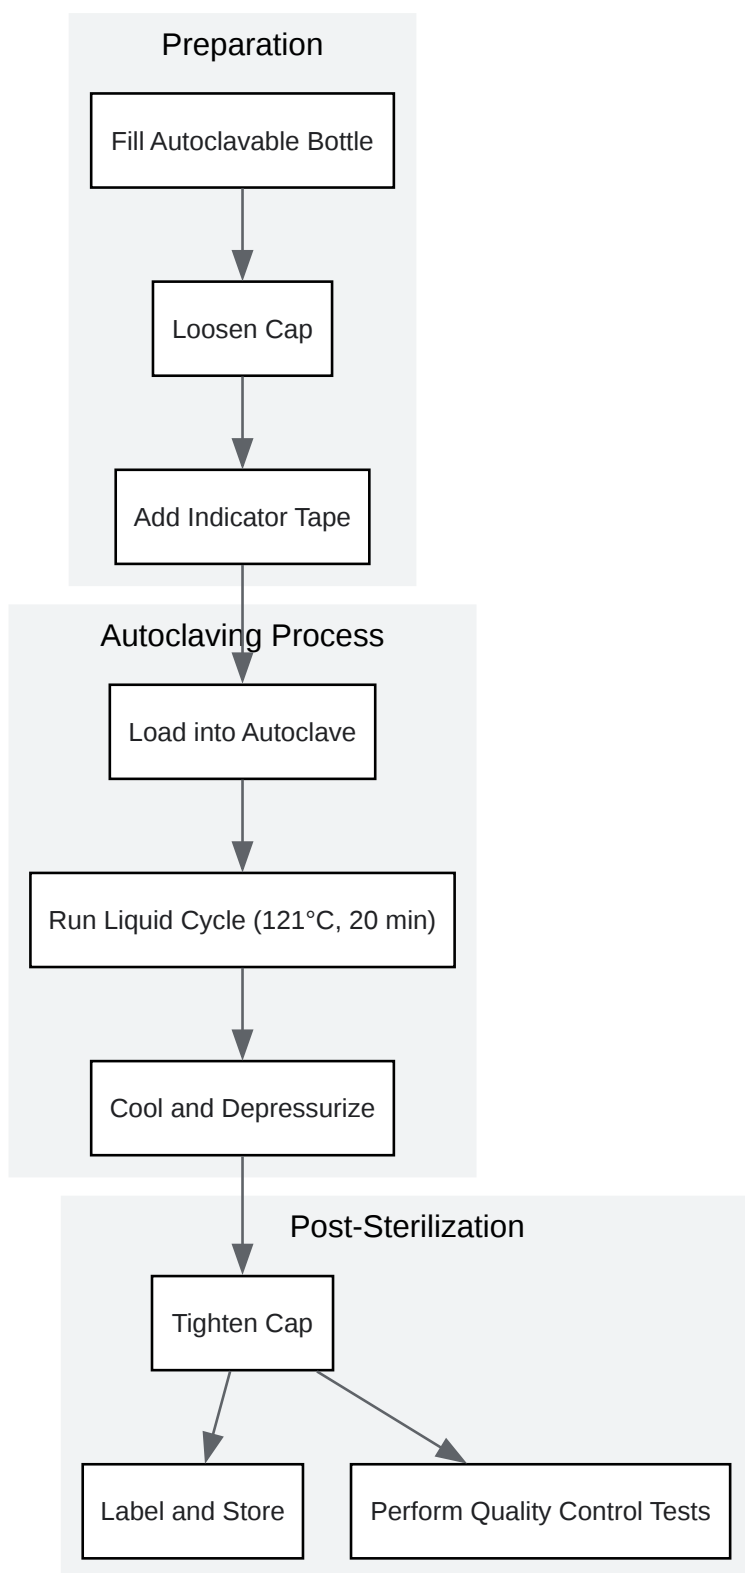 Preparation
Fill Autoclavable Bottle
Loosen Cap
Add Indicator Tape
Autoclaving Process
Load into Autoclave
Run Liquid Cycle (121°C, 20 min)
Cool and Depressurize
Post-Sterilization
Tighten Cap
Label and Store
Perform Quality Control Tests